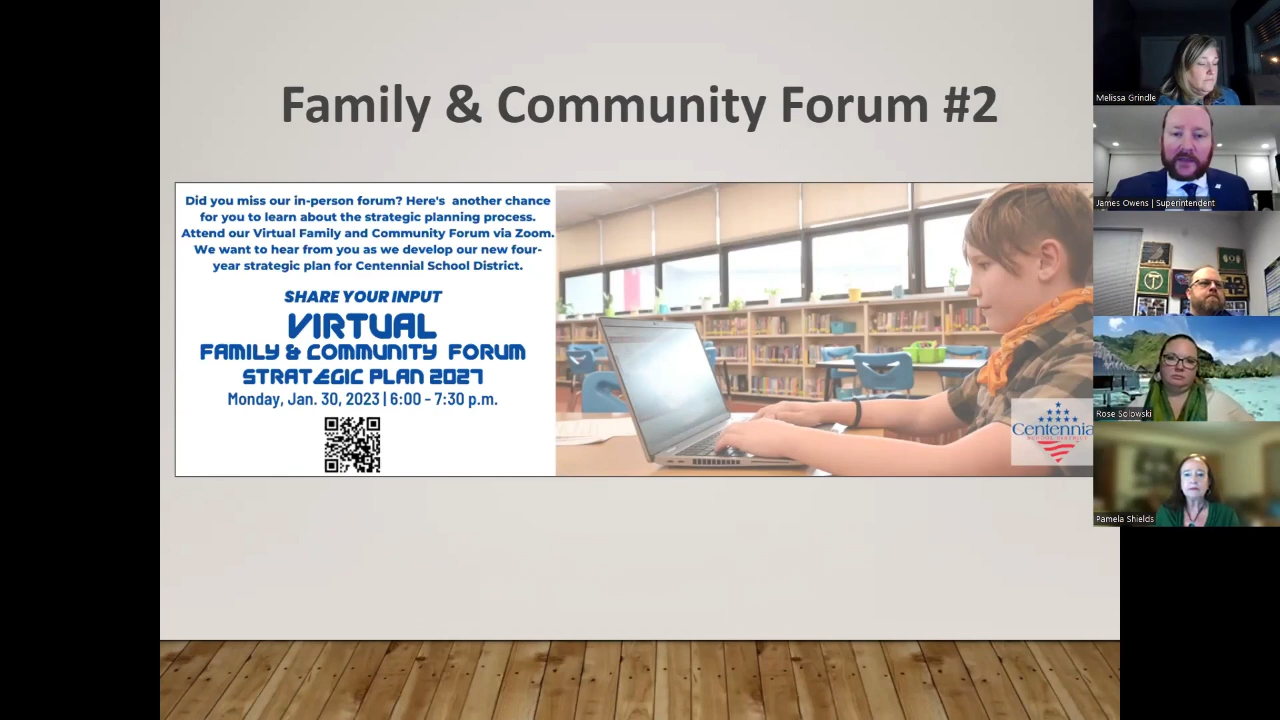 Family & Community Forum #2
Did you miss our in-person forum? Here's another chance
for you to learn about the strategic planning process.
Attend our Virtual Family and Community Forum via Zoom.
We want to hear from you as we develop our new four-
year strategic plan for Centennial School District.
SHARE YOUR INPUT
VIRTUAL
FAMILY & COMMUNITY FORUM
STRATEGIC PLAN 2027
Monday, Jan. 30, 2023 | 6:00 - 7:30 p.m.
Centennia
SCHOOL DISTRICT
Melissa Grindle
James Owens | Superintendent
Rose Solowski
Pamela Shields